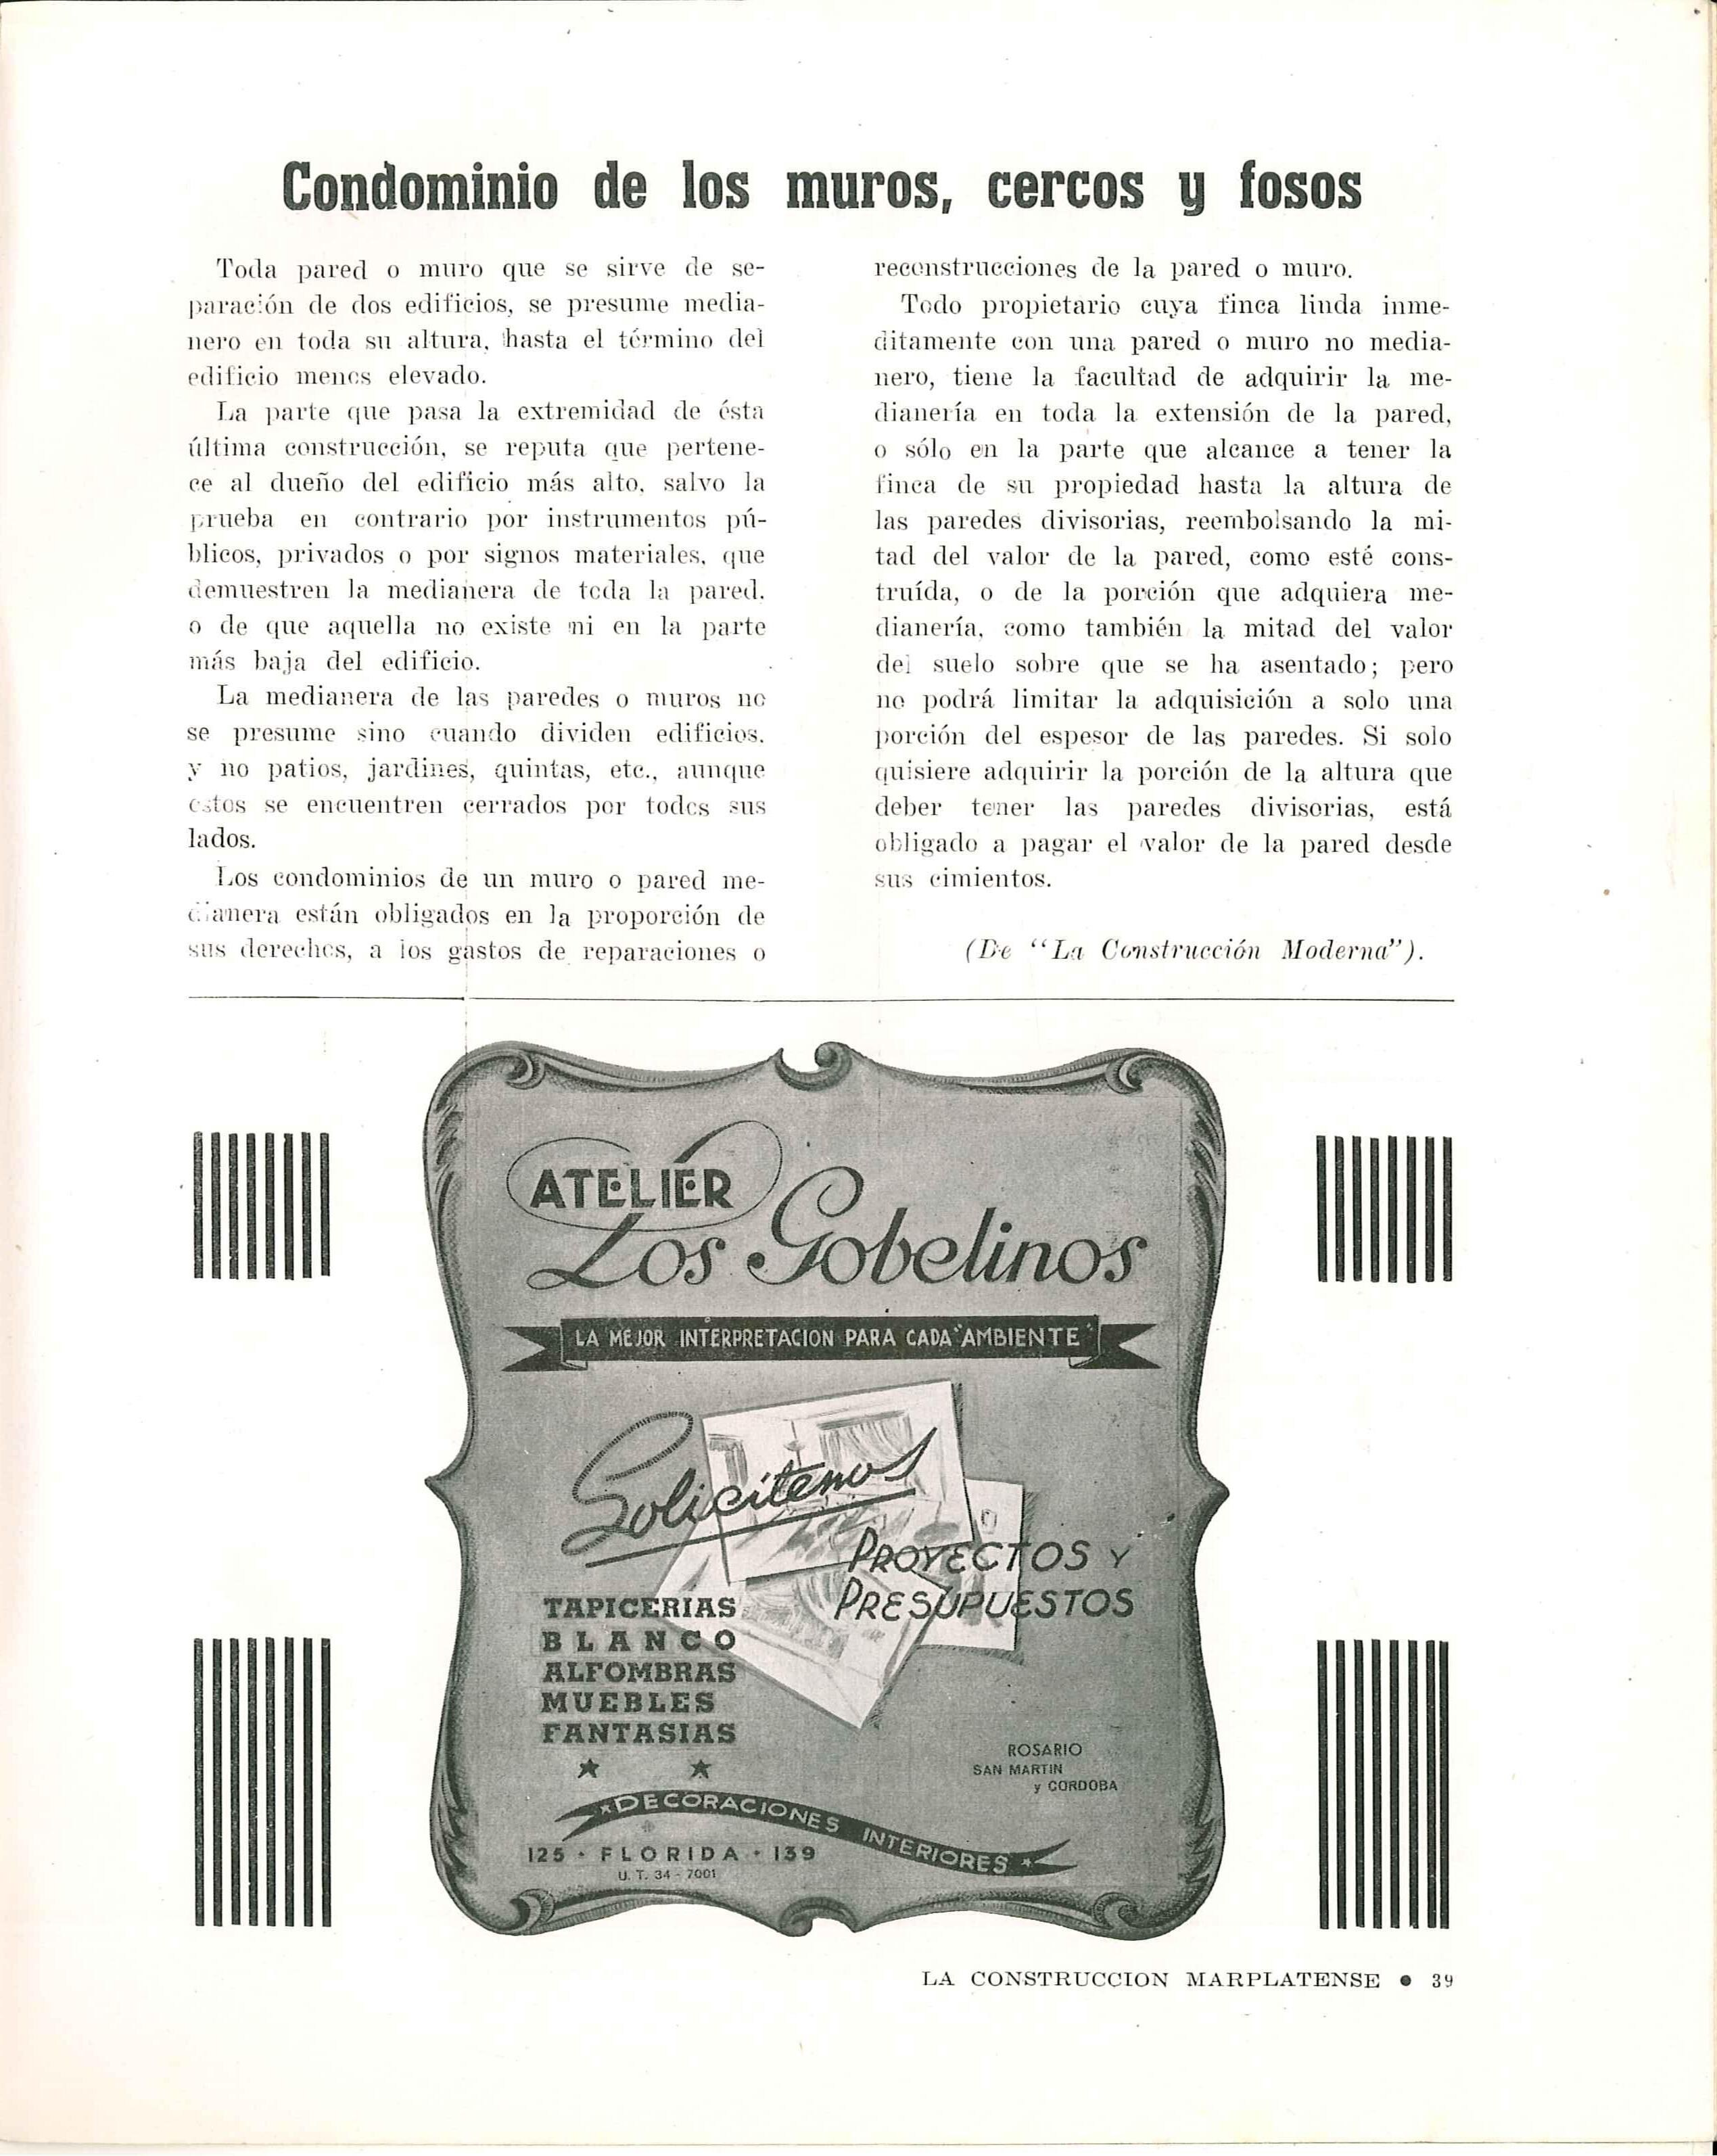 Condominio de los muros, cercos y fosos
Toda pared o muro que se sirve de se-
paración de dos edificios, se presume media-
nero en toda su altura, hasta el término del
edificio menos elevado.
La parte que pasa la extremidad de ésta
última construcción, se reputa que pertene-
ce al dueño del edificio más alto, salvo la
prueba en contrario por instrumentos pú-
blicos, privados o por signos materiales, que
demuestren la medianera de toda la pared.
o de que aquella no existe ni en la parte
más baja del edificio.
La medianera de las paredes o muros no
se presume sino cuando dividen edificios.
y no patios, jardines, quintas, etc., aunque
estos se encuentren cerrados por todos sus
lados.
Los condominios de un muro o pared me-
dianera están obligados en la proporción de
sus derechos, a los gastos de reparaciones o
reconstrucciones de la pared o muro.
Todo propietario cuya finca linda inme-
ditamente con una pared o muro no media-
nero, tiene la facultad de adquirir la me-
dianería en toda la extensión de la pared,
o sólo en la parte que alcance a tener la
finca de su propiedad hasta la altura de
las paredes divisorias, reembolsando la mi-
tad del valor de la pared, como esté cons-
truída, o de la porción que adquiera me-
dianería, como también la mitad del valor
del suelo sobre que se ha asentado; pero
no podrá limitar la adquisición a solo una
porción del espesor de las paredes. Si solo
quisiere adquirir la porción de la altura que
deber tener las paredes divisorias, está
obligado a pagar el valor de la pared desde
sus cimientos.
(De "La Construcción Moderna").
ATELIER
Los Gobelinos
LA MEJOR INTERPRETACION PARA CADA "AMBIENTE"
Solicitenos
PROYECTOS Y
PRESUPUESTOS
TAPICERIAS
BLANCO
ALFOMBRAS
MUEBLES
FANTASIAS
ROSARIO
SAN MARTIN
y CORDOBA
DECORACIONES INTERIORES
125 • FLORIDA • 139
U. T. 34 - 7001
LA CONSTRUCCION MARPLATENSE • 39